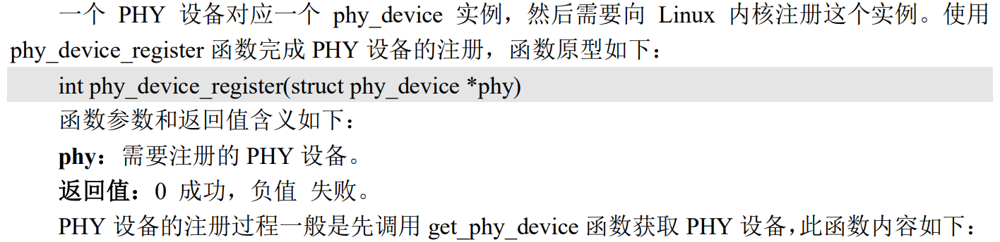 一个 PHY 设备对应一个 phy_device 实例，然后需要向 Linux 内核注册这个实例。使用
phy_device_register 函数完成 PHY 设备的注册，函数原型如下：
int phy_device_register(struct phy_device *phy)
函数参数和返回值含义如下：
phy：需要注册的 PHY 设备。
返回值：0 成功，负值 失败。
PHY 设备的注册过程一般是先调用 get_phy_device 函数获取 PHY 设备，此函数内容如下：